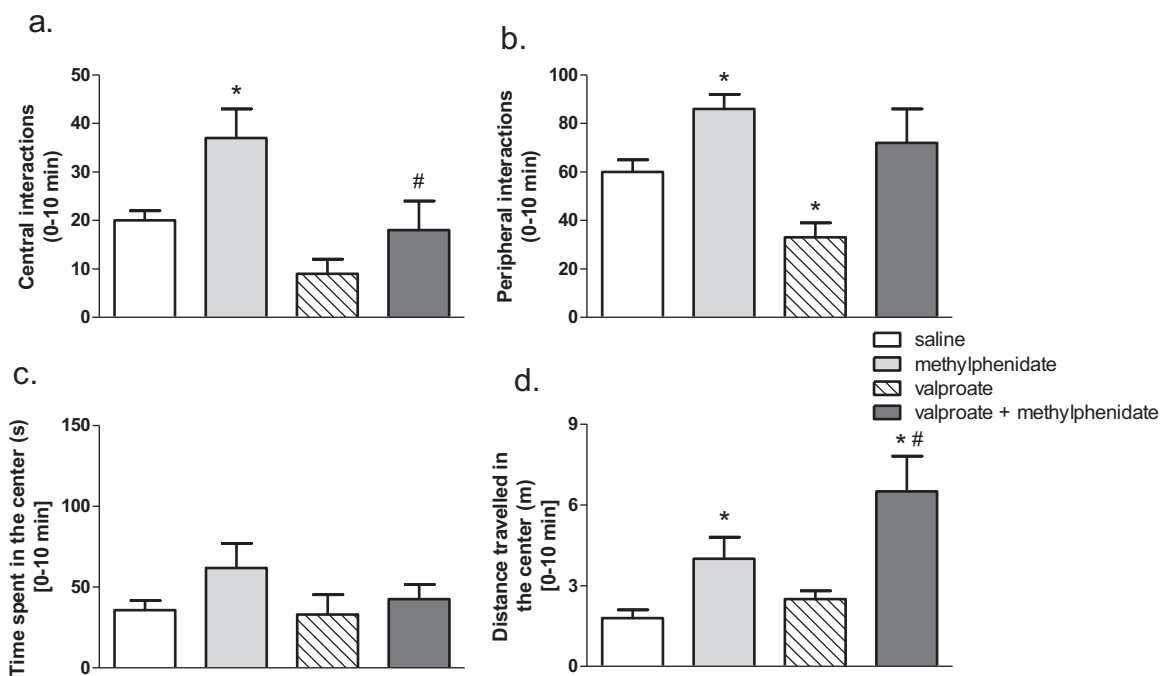 a.
Central interactions
(0-10 min)
50
40
30
20
10
0
*
#
b.
Peripheral interactions
(0-10 min)
100
80
60
40
20
0
*
*
saline
methylphenidate
valproate
valproate + methylphenidate
c.
Time spent in the center (s)
[0-10 min]
150
100
50
0
d.
Distance travelled in
the center (m)
[0-10 min]
9
6
3
0
*
* #